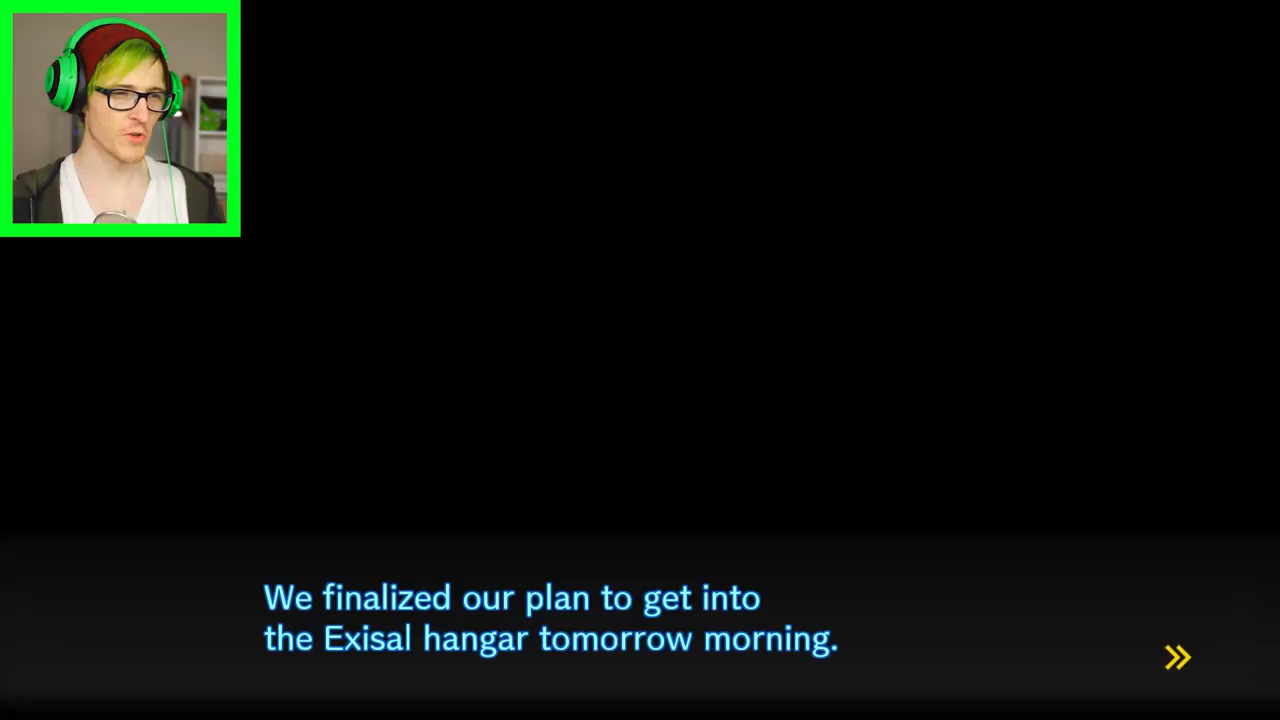 We finalized our plan to get into
the Exisal hangar tomorrow morning.